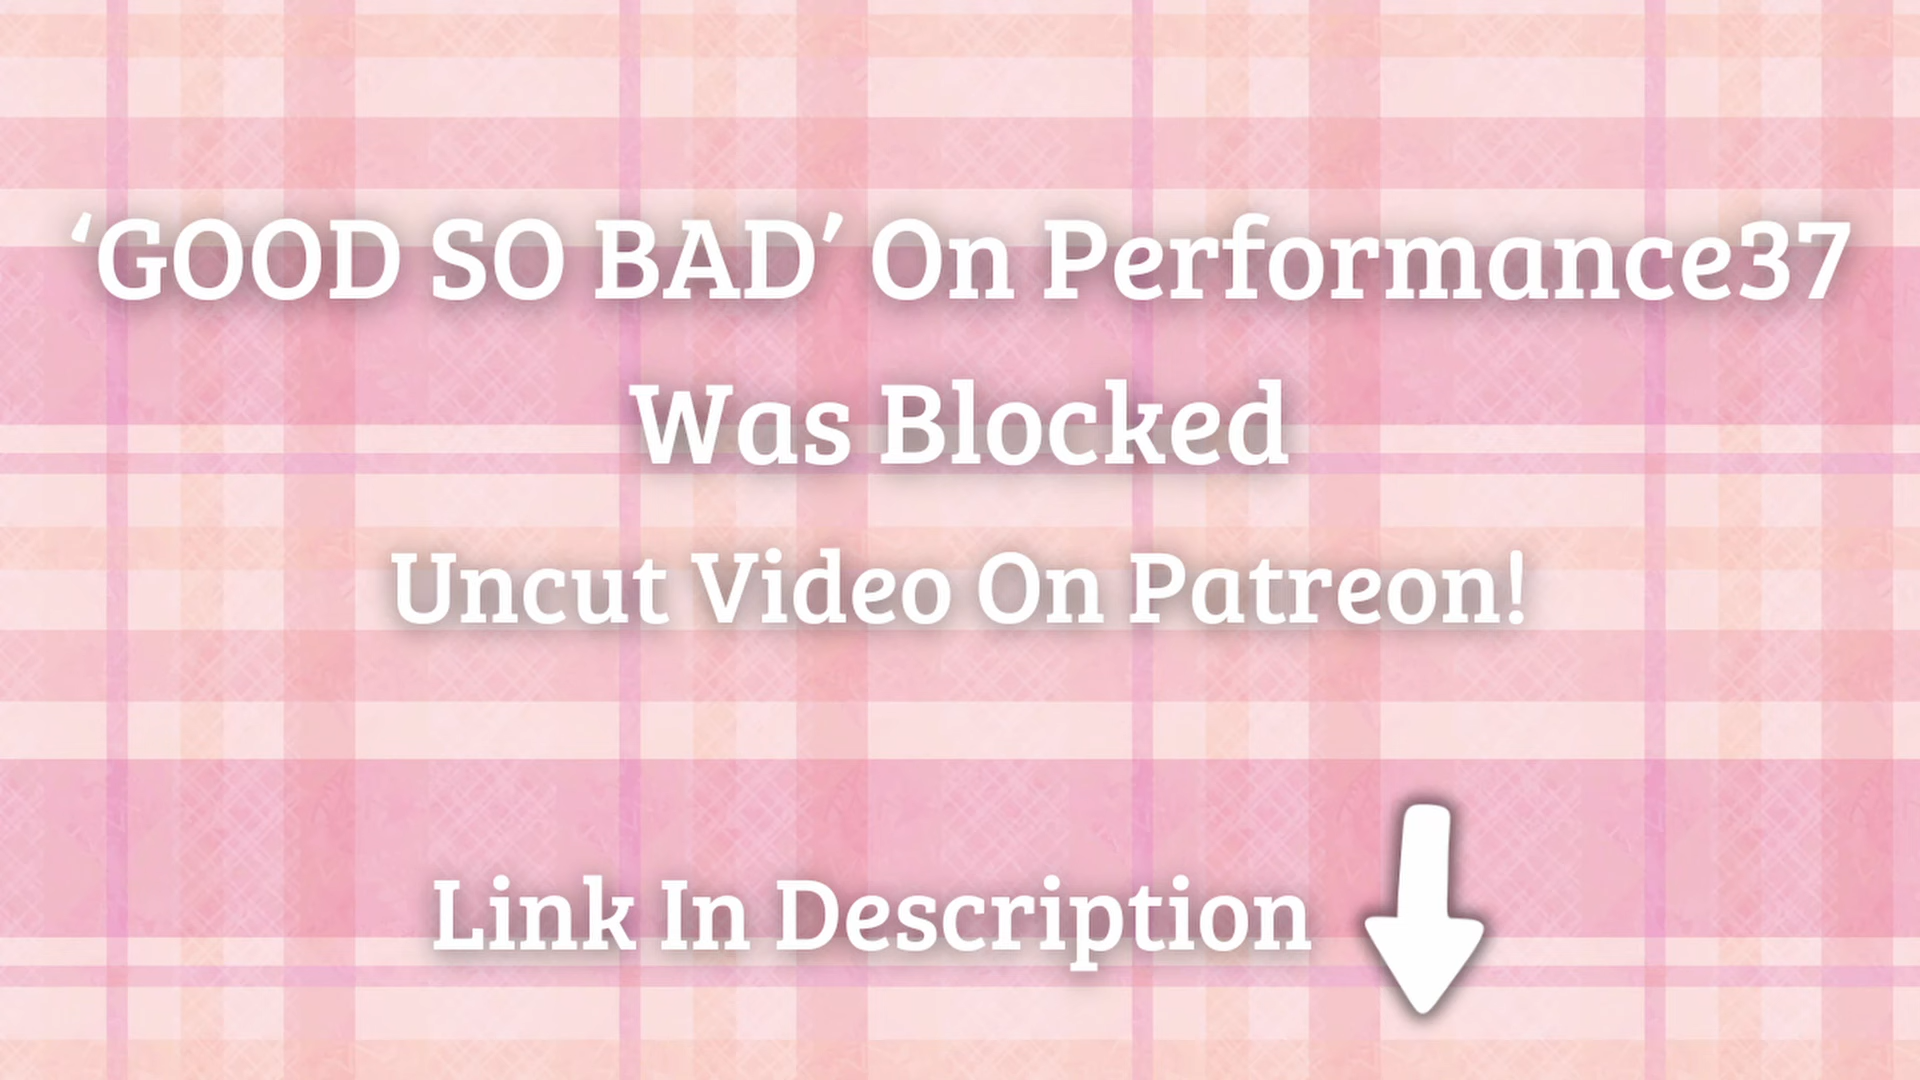 ‘GOOD SO BAD’ On Performance37
Was Blocked
Uncut Video On Patreon!
Link In Description